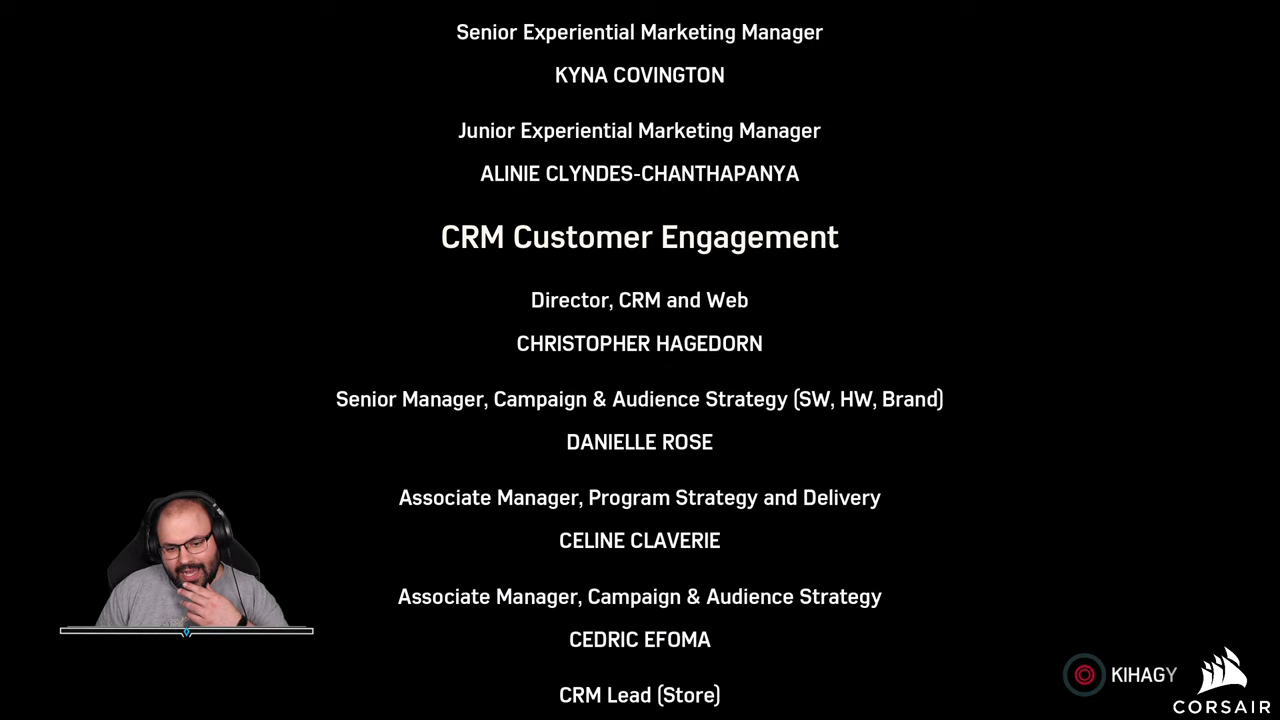 Senior Experiential Marketing Manager
KYNA COVINGTON
Junior Experiential Marketing Manager
ALINIE CLYNDES-CHANTHAPANYA
CRM Customer Engagement
Director, CRM and Web
CHRISTOPHER HAGEDORN
Senior Manager, Campaign & Audience Strategy (SW, HW, Brand)
DANIELLE ROSE
Associate Manager, Program Strategy and Delivery
CELINE CLAVERIE
Associate Manager, Campaign & Audience Strategy
CEDRIC EFOMA
CRM Lead (Store)
KIHAGY
CORSAIR